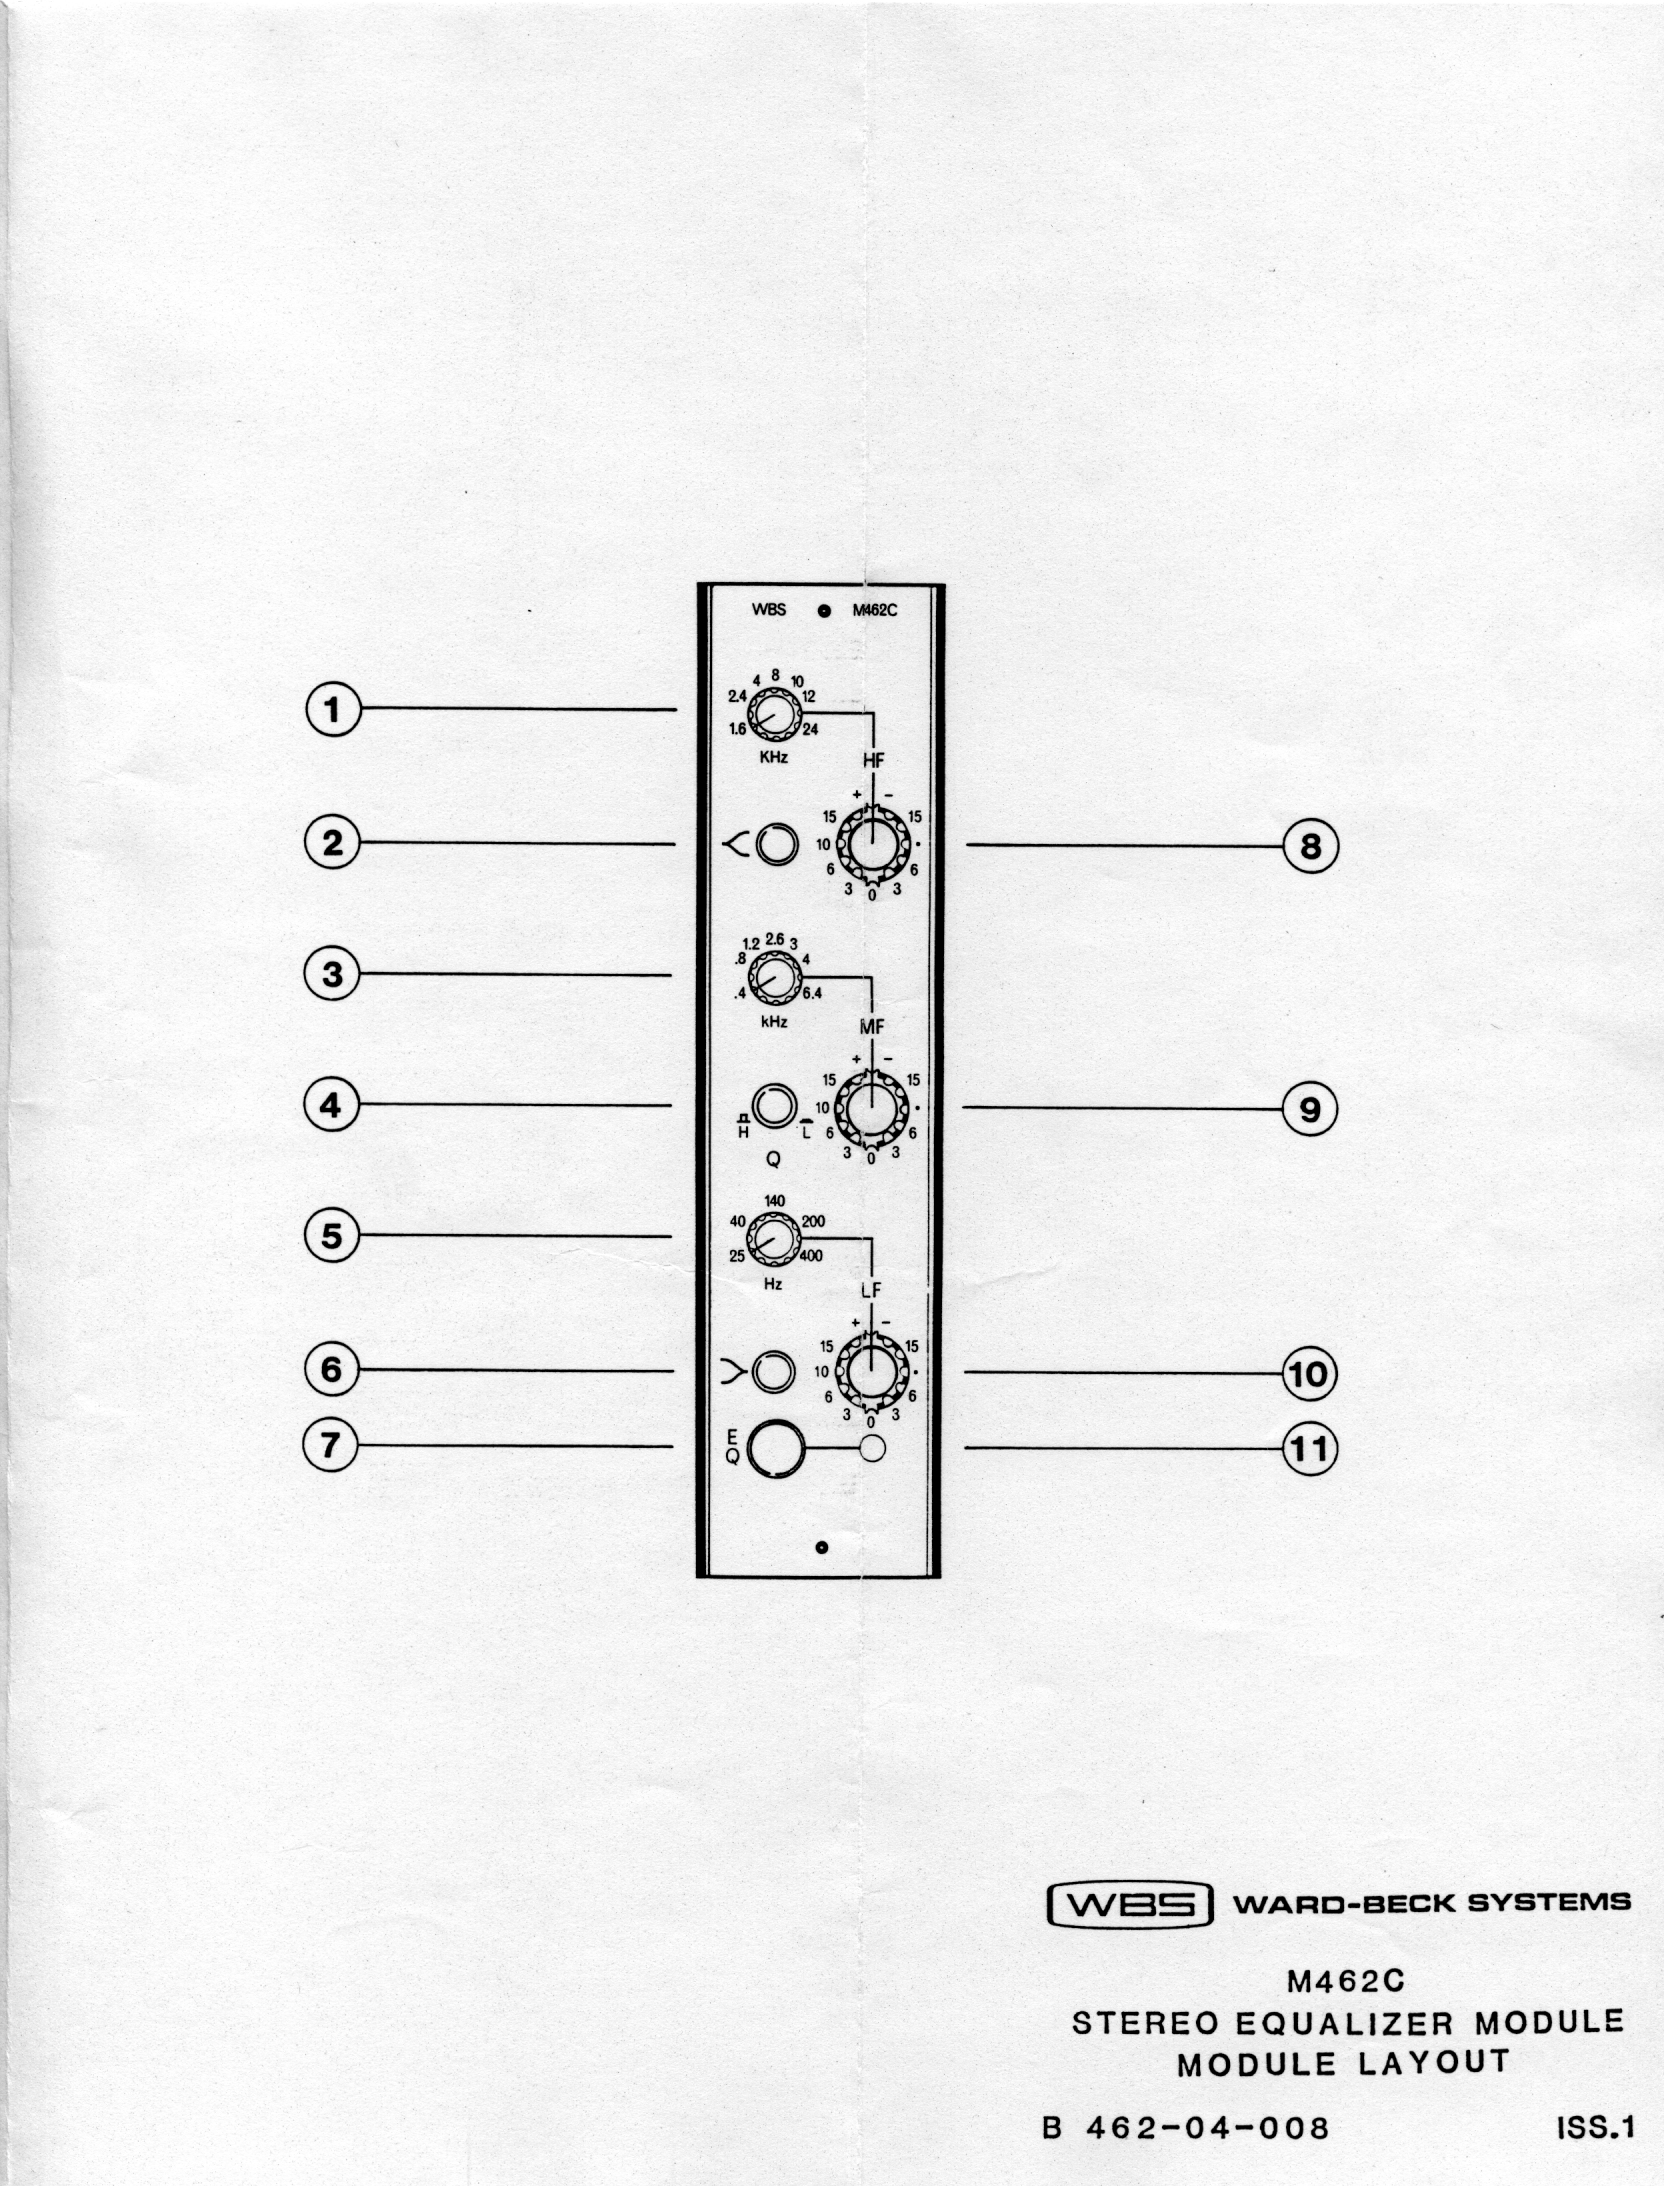 WBS M462C
1
2.4 4 8 10 12
1.6 24
KHz
HF
+ −
2
15 15
10 ·
6 6
3 0 3
8
3
1.2 2.6 3
.8 4
.4 6.4
kHz
MF
+ −
4
15 15
10 ·
H L 6 6
3 0 3
Q
9
5
140
40 200
25 400
Hz
LF
+ −
6
15 15
10 ·
6 6
3 0 3
10
7
E
Q
11
WBS WARD-BECK SYSTEMS
M462C
STEREO EQUALIZER MODULE
MODULE LAYOUT
B 462-04-008 ISS.1